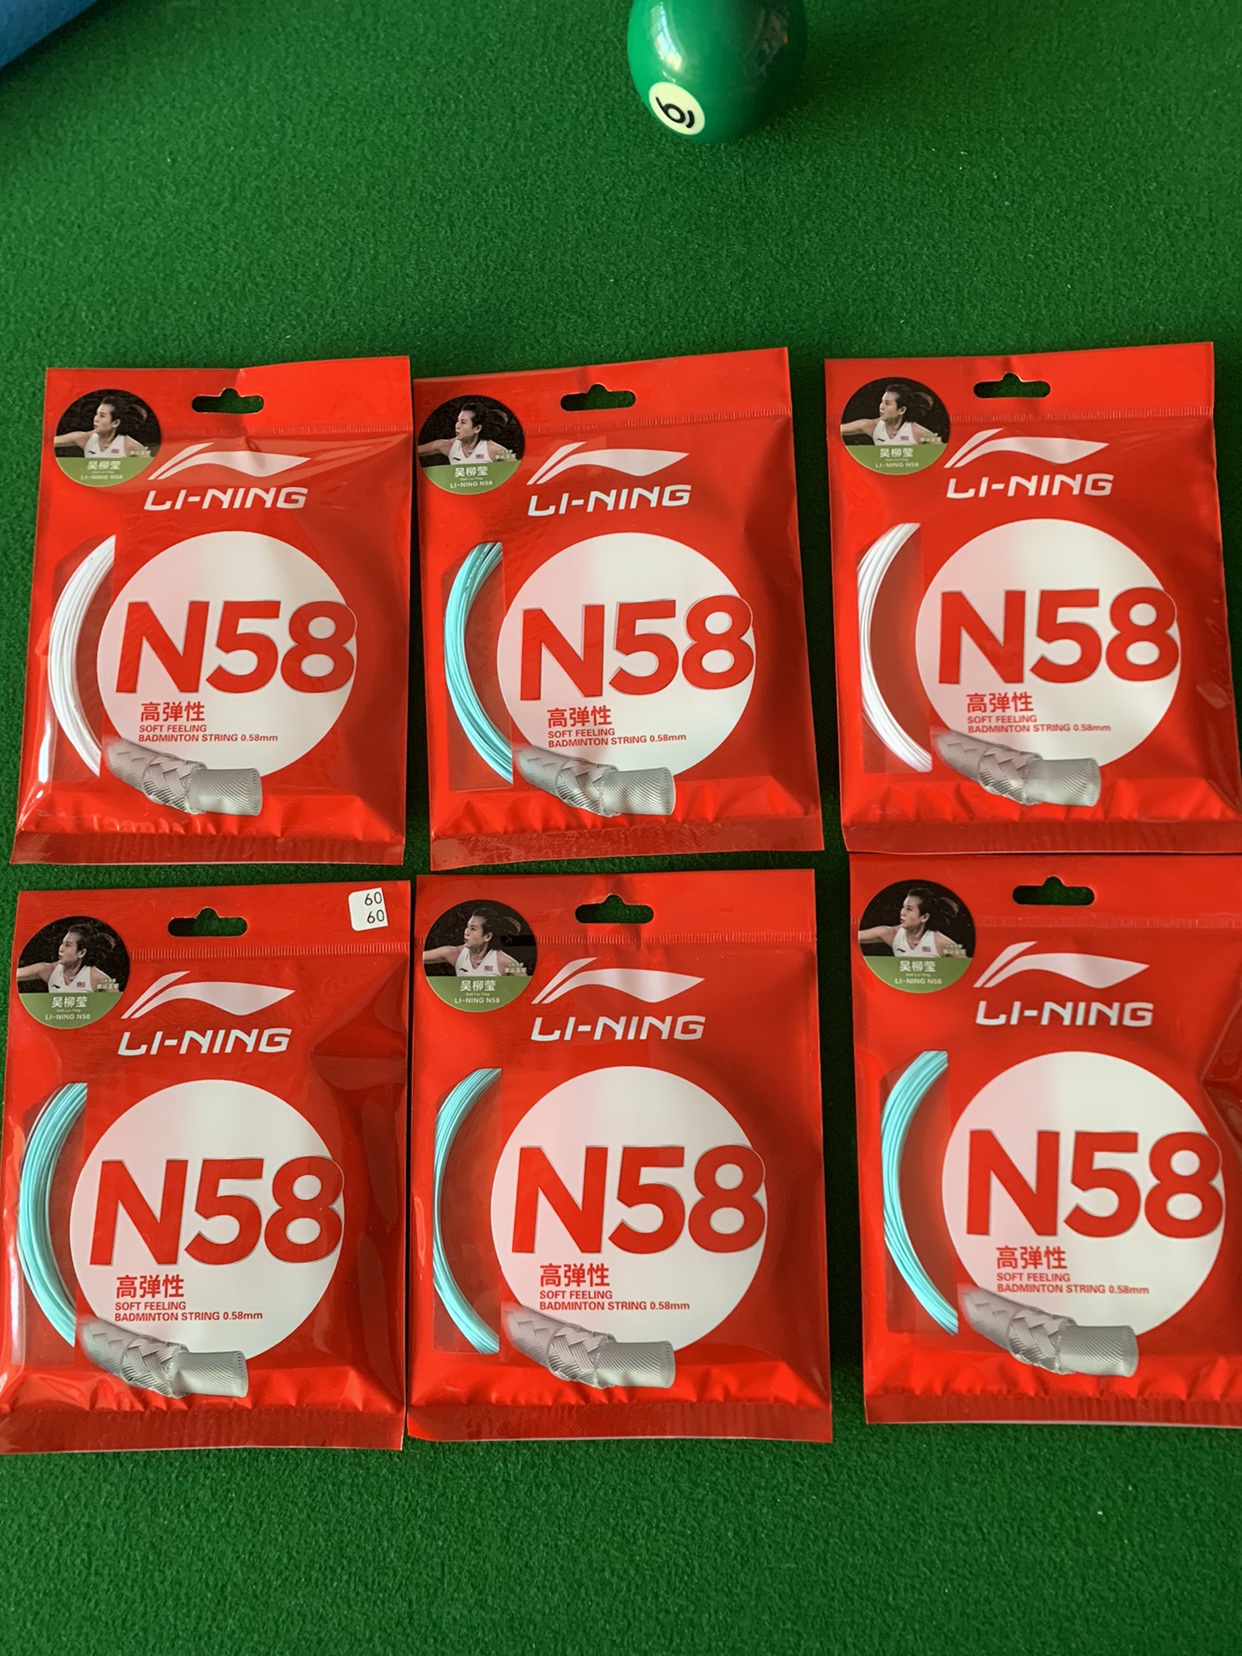 6
吴柳莹
LI-NING N58
LI-NING
N58
高弹性
SOFT FEELING
BADMINTON STRING 0.58mm
吴柳莹
LI-NING N58
LI-NING
N58
高弹性
SOFT FEELING
BADMINTON STRING 0.58mm
吴柳莹
LI-NING N58
LI-NING
N58
高弹性
SOFT FEELING
BADMINTON STRING 0.58mm
60
60
吴柳莹
LI-NING N58
LI-NING
N58
高弹性
SOFT FEELING
BADMINTON STRING 0.58mm
吴柳莹
LI-NING N58
LI-NING
N58
高弹性
SOFT FEELING
BADMINTON STRING 0.58mm
吴柳莹
LI-NING N58
LI-NING
N58
高弹性
SOFT FEELING
BADMINTON STRING 0.58mm